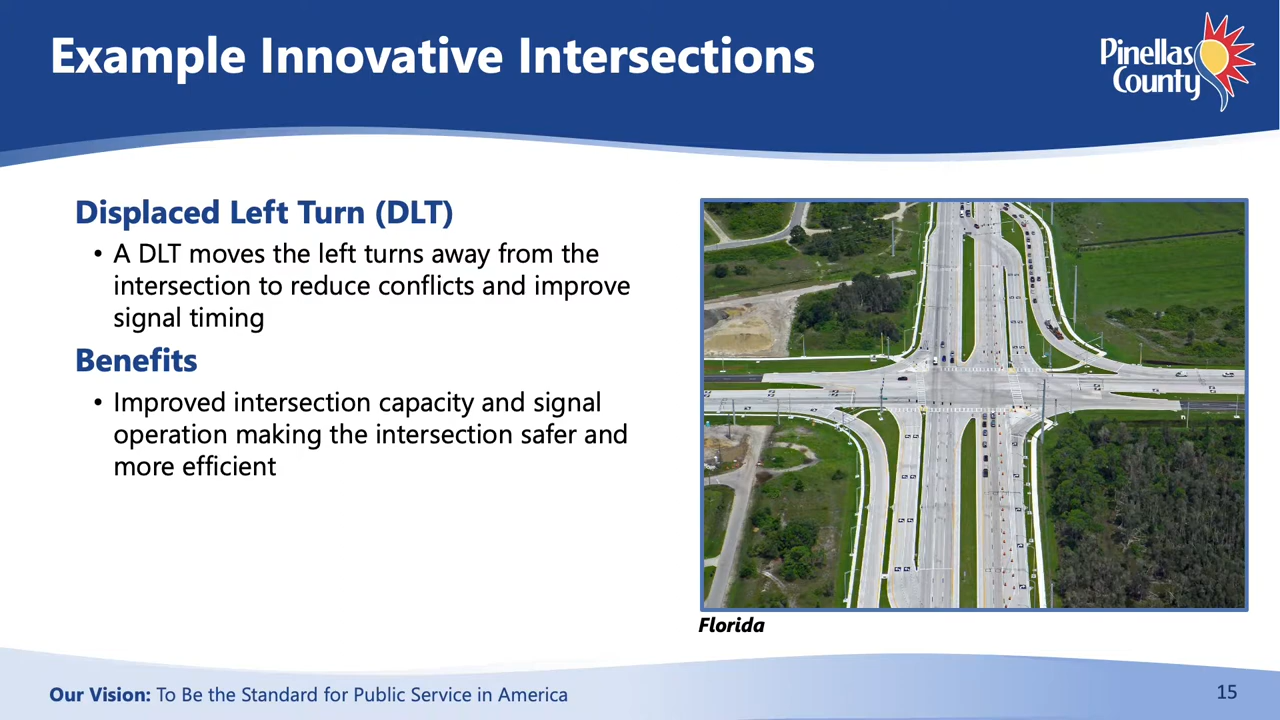 Example Innovative Intersections
Pinellas
County
Displaced Left Turn (DLT)
• A DLT moves the left turns away from the
intersection to reduce conflicts and improve
signal timing
Benefits
• Improved intersection capacity and signal
operation making the intersection safer and
more efficient
Florida
Our Vision: To Be the Standard for Public Service in America
15